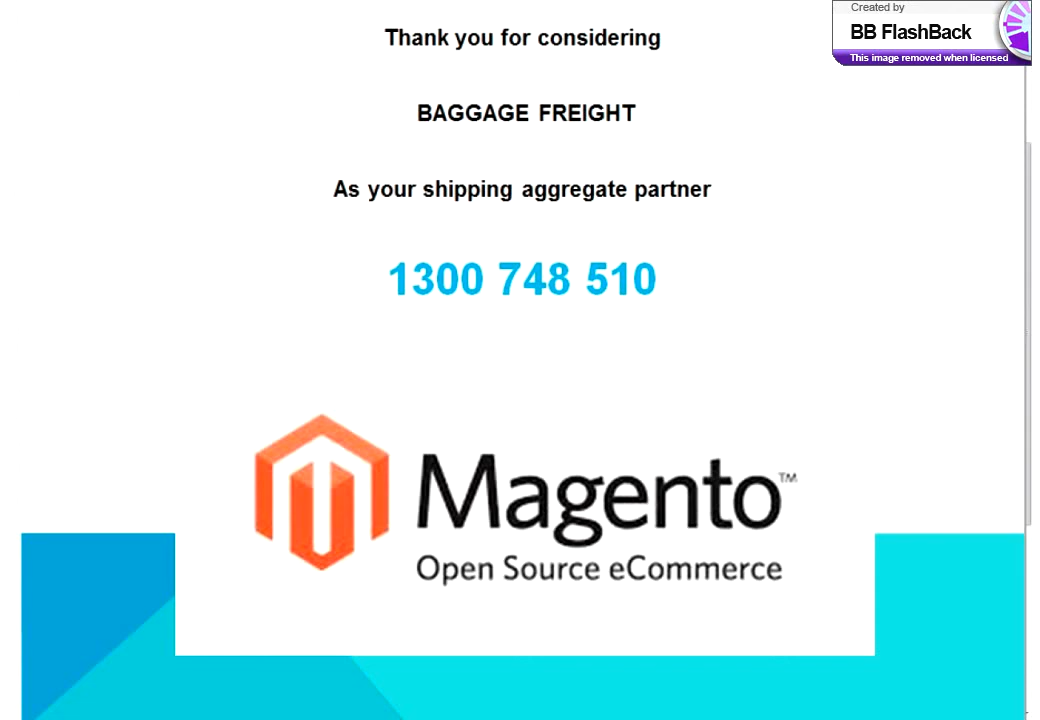 Created by
BB FlashBack
This image removed when licensed
Thank you for considering
BAGGAGE FREIGHT
As your shipping aggregate partner
1300 748 510
Magento™
Open Source eCommerce